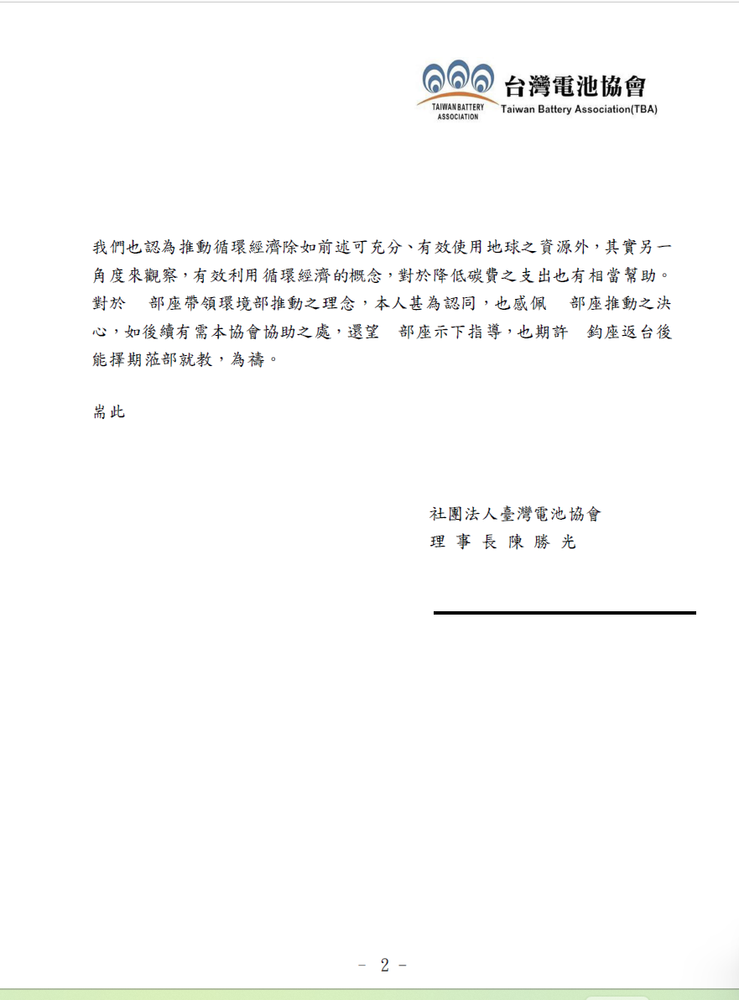 TAIWAN BATTERY
ASSOCIATION
台灣電池協會
Taiwan Battery Association(TBA)
我們也認為推動循環經濟除如前述可充分、有效使用地球之資源外，其實另一
角度來觀察，有效利用循環經濟的概念，對於降低碳費之支出也有相當幫助。
對於　部座帶領環境部推動之理念，本人甚為認同，也感佩　部座推動之決
心，如後續有需本協會協助之處，還望　部座示下指導，也期許　鈞座返台後
能擇期蒞部就教，為禱。
耑此
社團法人臺灣電池協會
理 事 長 陳 勝 光
- 2 -